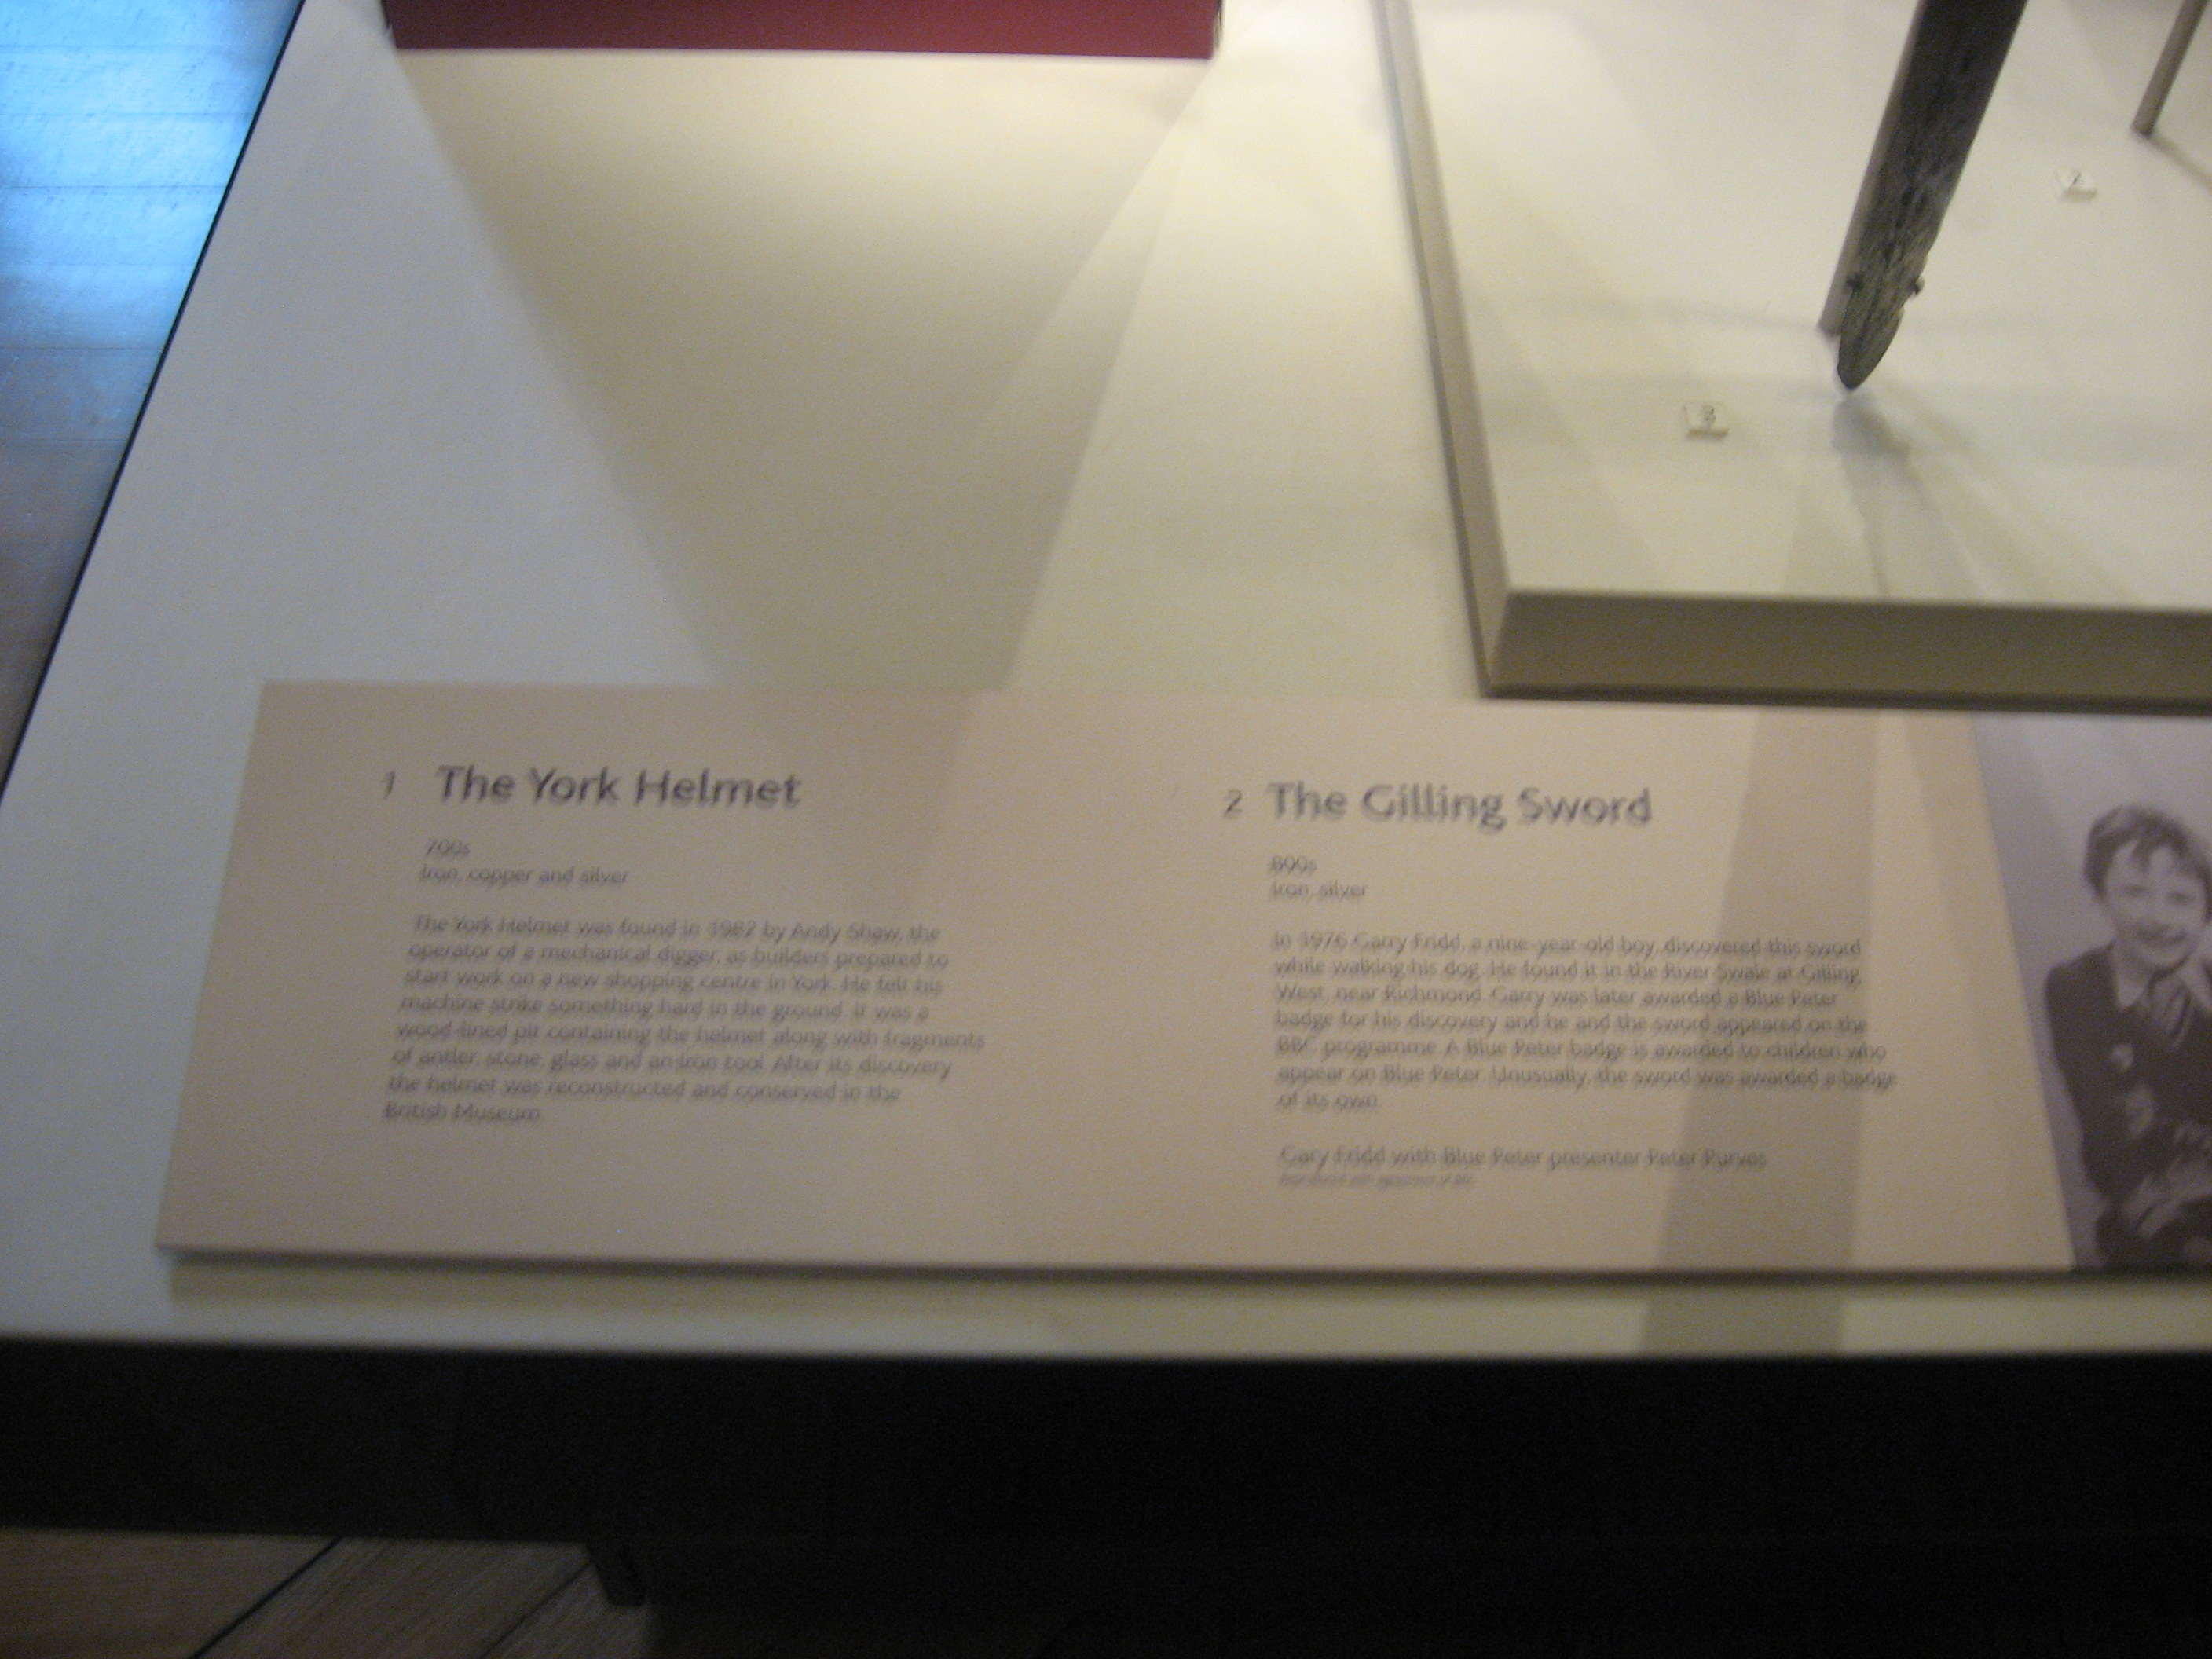 1 The York Helmet
700s
Iron, copper and silver
The York Helmet was found in 1982 by Andy Shaw, the
operator of a mechanical digger, as builders prepared to
start work on a new shopping centre in York. He felt his
machine strike something hard in the ground. It was a
wood-lined pit containing the helmet along with fragments
of antler, stone, glass and an iron tool. After its discovery
the helmet was reconstructed and conserved in the
British Museum.
2 The Gilling Sword
800s
Iron, silver
In 1976 Garry Fridd, a nine-year-old boy, discovered this sword
while walking his dog. He found it in the River Swale at Gilling
West, near Richmond. Garry was later awarded a Blue Peter
badge for his discovery and he and the sword appeared on the
BBC programme. A Blue Peter badge is awarded to children who
appear on Blue Peter. Unusually, the sword was awarded a badge
of its own.
Gary Fridd with Blue Peter presenter Peter Purves
2
3